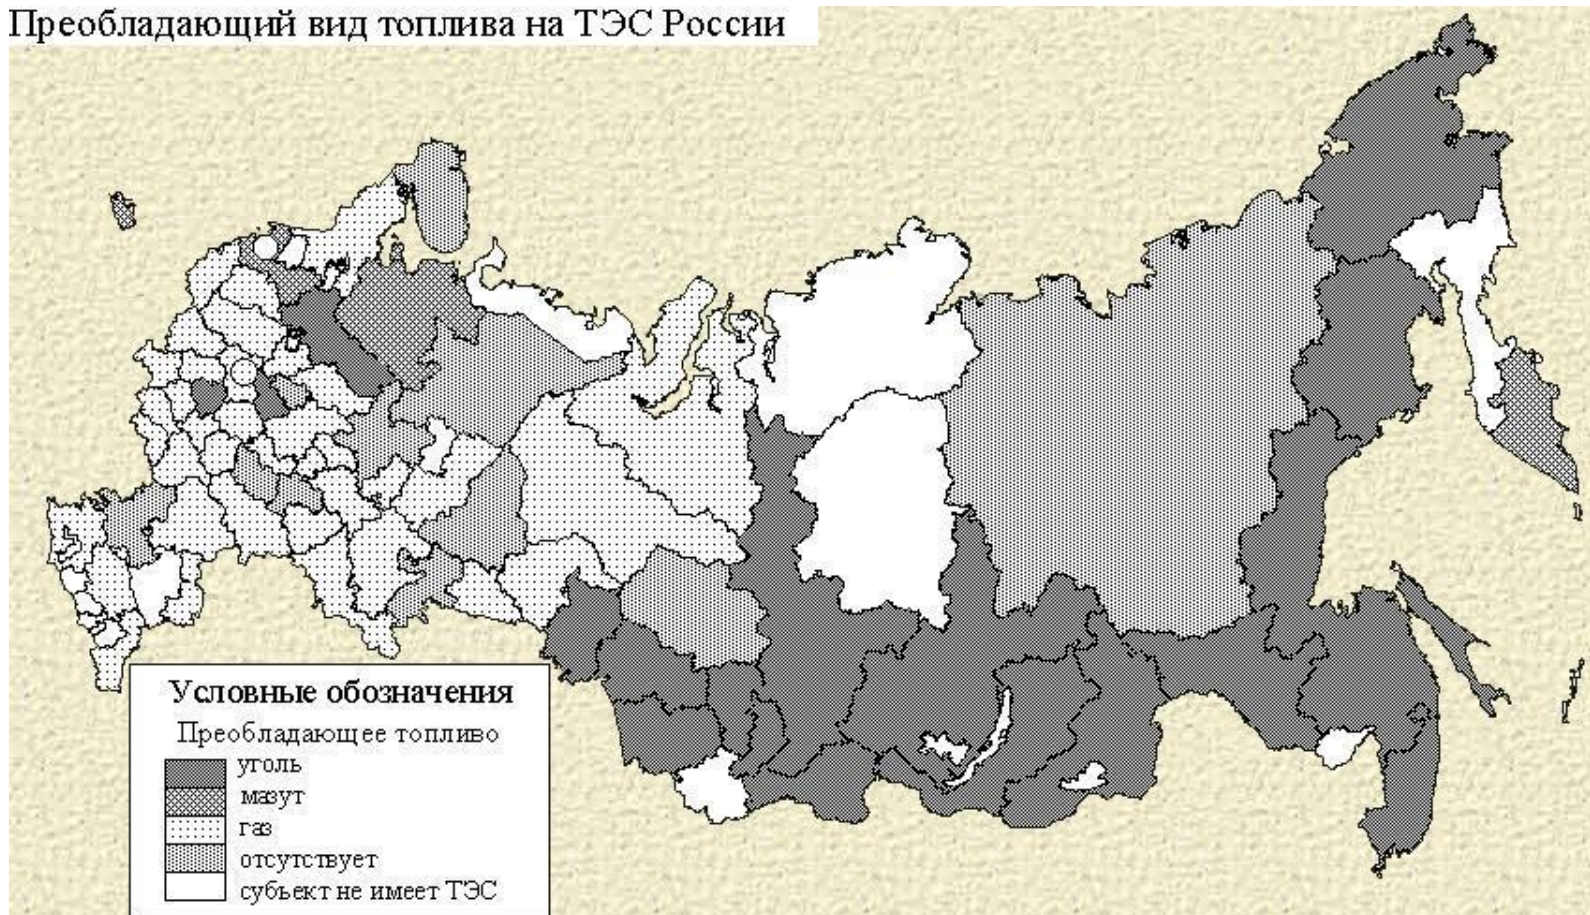 Преобладающий вид топлива на ТЭС России
Условные обозначения
Преобладающее топливо
уголь
мазут
газ
отсутствует
субъект не имеет ТЭС